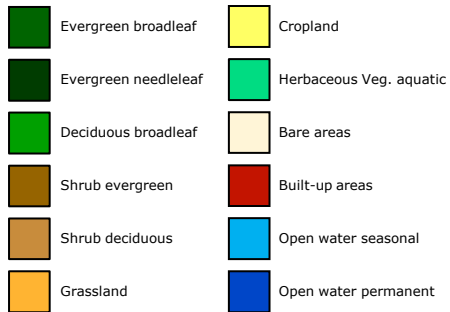 Evergreen broadleaf
Evergreen needleleaf
Deciduous broadleaf
Shrub evergreen
Shrub deciduous
Grassland
Cropland
Herbaceous Veg. aquatic
Bare areas
Built-up areas
Open water seasonal
Open water permanent